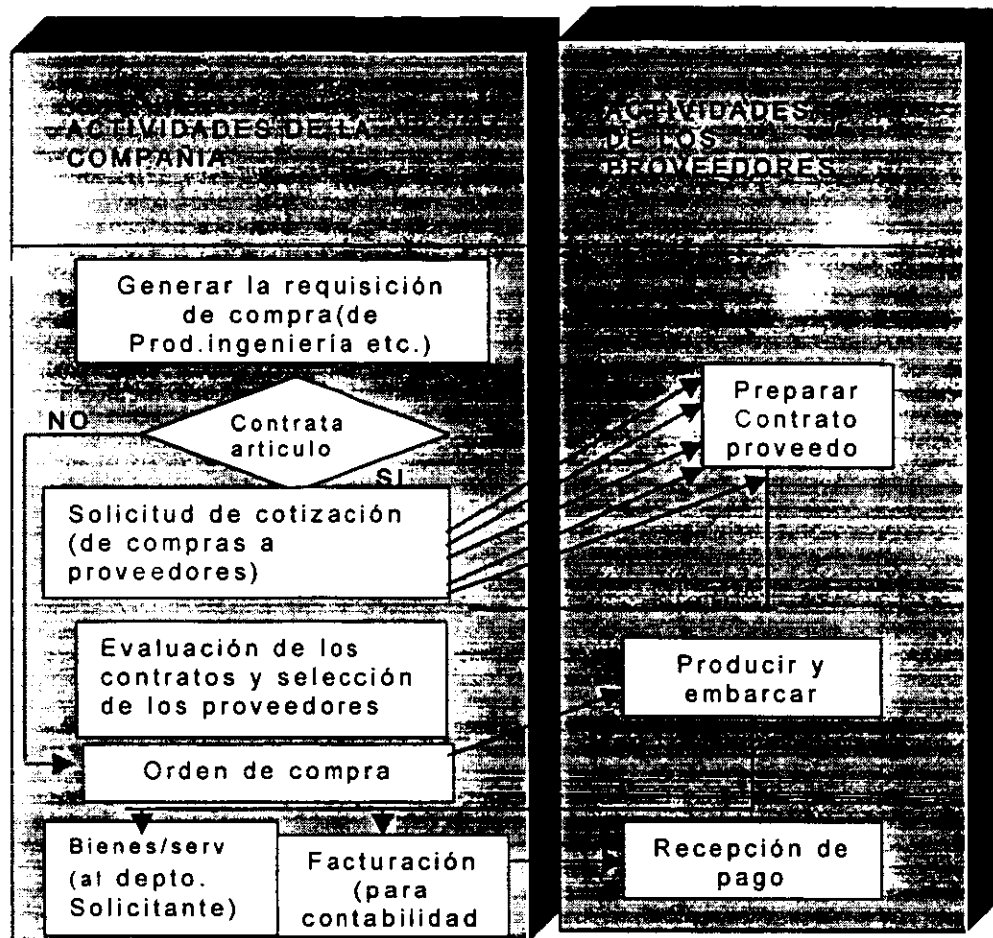 ACTIVIDADES DE LA
COMPAÑIA
ACTIVIDADES
DE LOS
PROVEEDORES
Generar la requisición
de compra(de
Prod.ingeniería etc.)
NO
Contrata
articulo
SI
Preparar
Contrato
proveedo
Solicitud de cotización
(de compras a
proveedores)
Evaluación de los
contratos y selección
de los proveedores
Producir y
embarcar
Orden de compra
Bienes/serv
(al depto.
Solicitante)
Facturación
(para
contabilidad
Recepción de
pago